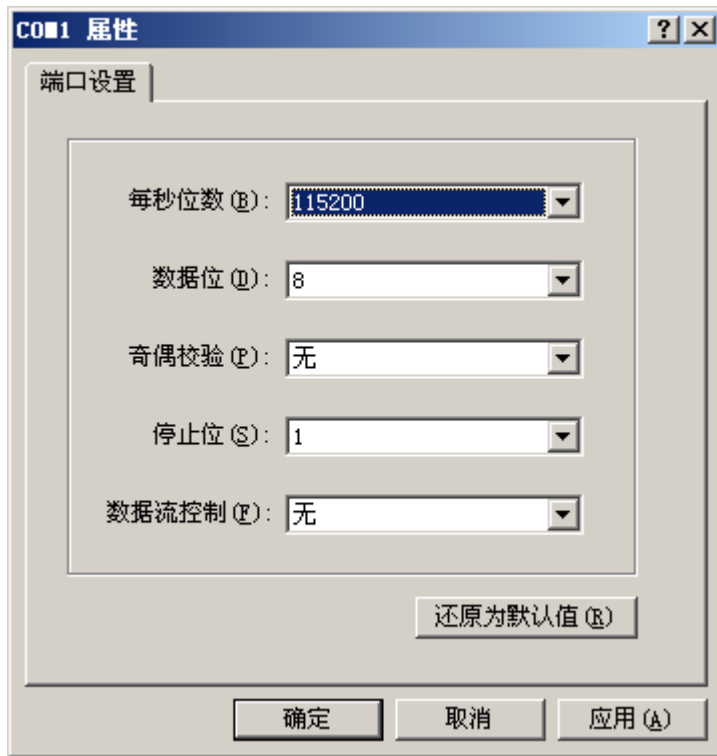 COM1 属性
端口设置
每秒位数(B): 115200
数据位(D): 8
奇偶校验(P): 无
停止位(S): 1
数据流控制(F): 无
还原为默认值(R)
确定 取消 应用(A)